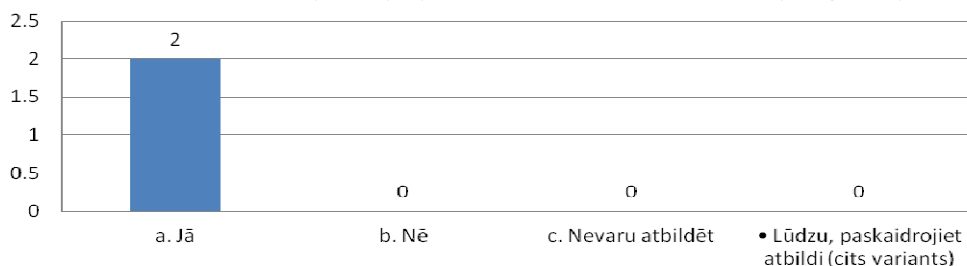 2.5
2
2
1.5
1
0.5
0
0
0
0
a. Jā
b. Nē
c. Nevaru atbildēt
• Lūdzu, paskaidrojiet
atbildi (cits variants)